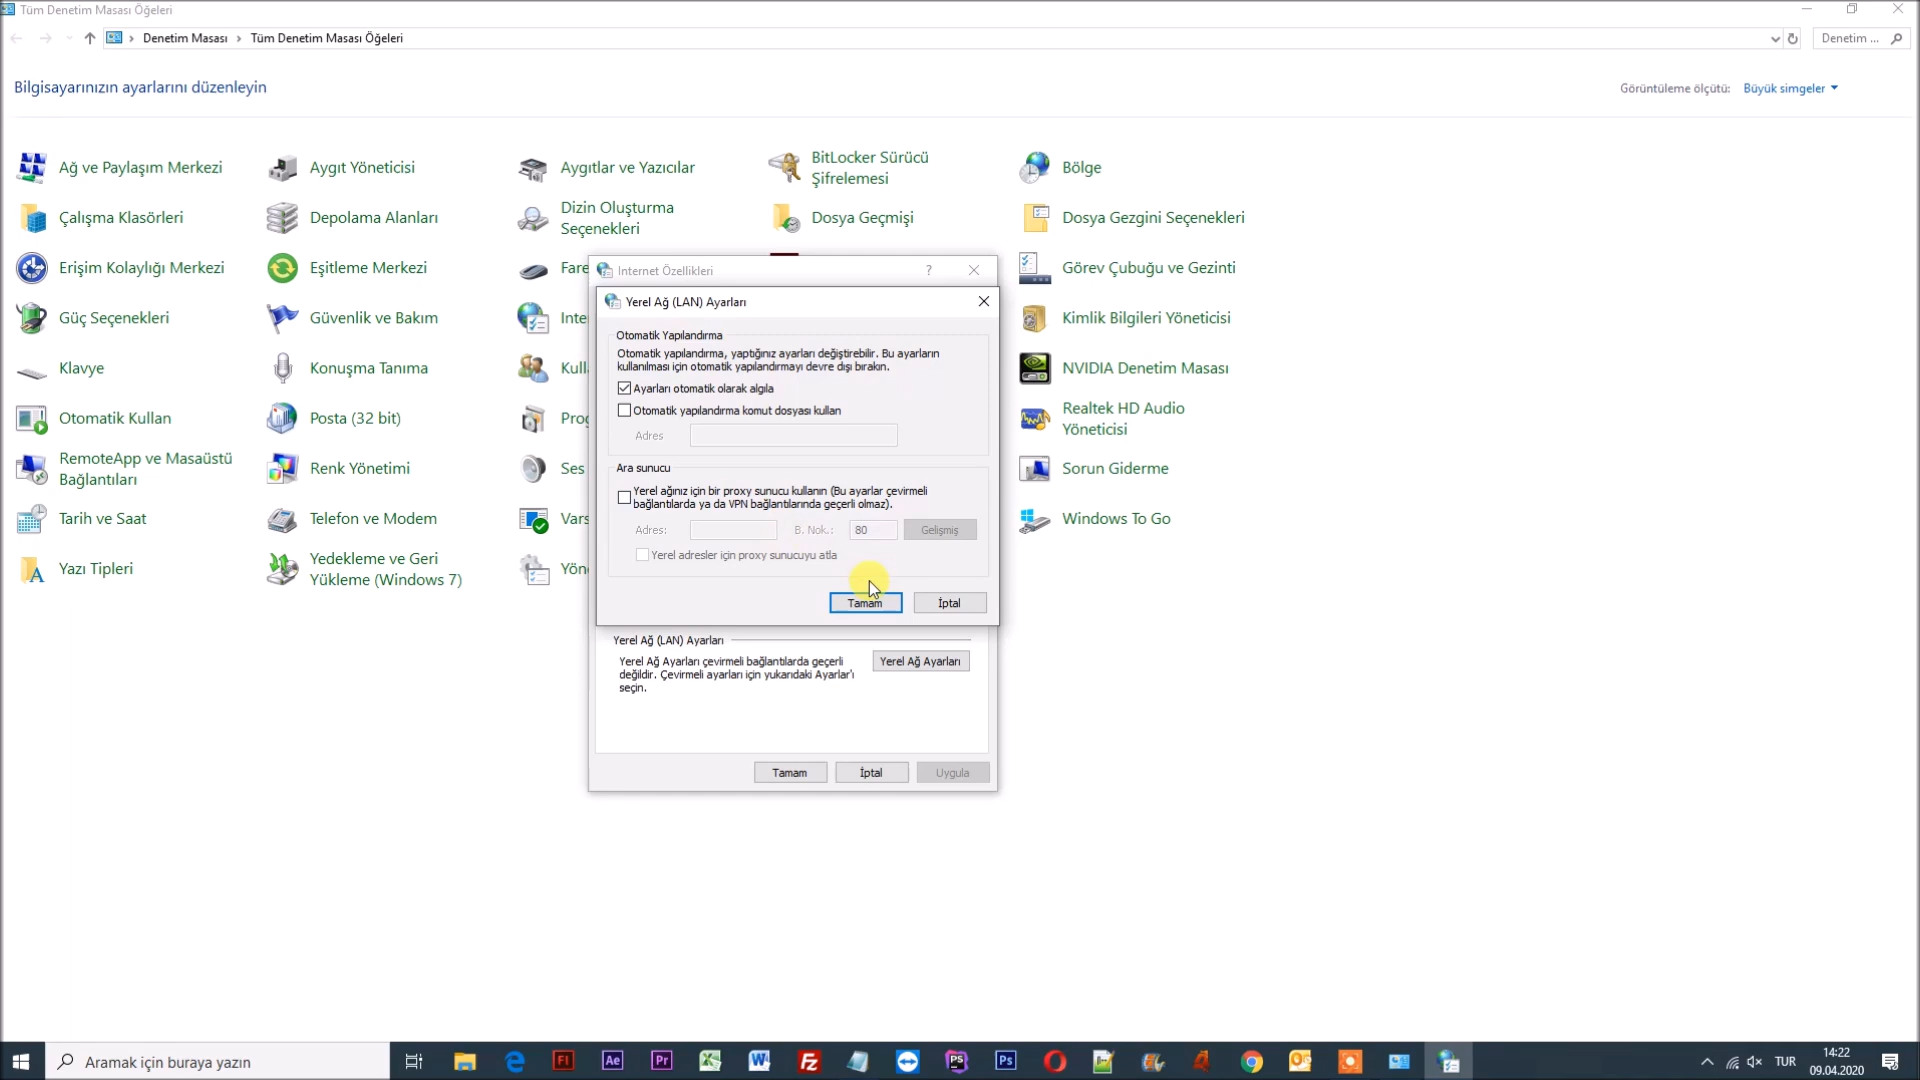 Tüm Denetim Masası Öğeleri
Denetim Masası › Tüm Denetim Masası Öğeleri
Denetim ...
Bilgisayarınızın ayarlarını düzenleyin
Görüntüleme ölçütü: Büyük simgeler
Ağ ve Paylaşım Merkezi
Aygıt Yöneticisi
Aygıtlar ve Yazıcılar
BitLocker Sürücü
Şifrelemesi
Bölge
Çalışma Klasörleri
Depolama Alanları
Dizin Oluşturma
Seçenekleri
Dosya Geçmişi
Dosya Gezgini Seçenekleri
Erişim Kolaylığı Merkezi
Eşitleme Merkezi
Fare
Görev Çubuğu ve Gezinti
Güç Seçenekleri
Güvenlik ve Bakım
Inte
Kimlik Bilgileri Yöneticisi
Klavye
Konuşma Tanıma
Kull
NVIDIA Denetim Masası
Otomatik Kullan
Posta (32 bit)
Prog
Realtek HD Audio
Yöneticisi
RemoteApp ve Masaüstü
Bağlantıları
Renk Yönetimi
Ses
Sorun Giderme
Tarih ve Saat
Telefon ve Modem
Vars
Windows To Go
Yazı Tipleri
Yedekleme ve Geri
Yükleme (Windows 7)
Yön
Internet Özellikleri
?
Yerel Ağ (LAN) Ayarları
Otomatik Yapılandırma
Otomatik yapılandırma, yaptığınız ayarları değiştirebilir. Bu ayarların
kullanılması için otomatik yapılandırmayı devre dışı bırakın.
Ayarları otomatik olarak algıla
Otomatik yapılandırma komut dosyası kullan
Adres
Ara sunucu
Yerel ağınız için bir proxy sunucu kullanın (Bu ayarlar çevirmeli
bağlantılarda ya da VPN bağlantılarında geçerli olmaz).
Adres:
B. Nok.:
80
Gelişmiş
Yerel adresler için proxy sunucuyu atla
Tamam
İptal
Yerel Ağ (LAN) Ayarları
Yerel Ağ Ayarları çevirmeli bağlantılarda geçerli
değildir. Çevirmeli ayarları için yukarıdaki Ayarlar'ı
seçin.
Yerel Ağ Ayarları
Tamam
İptal
Uygula
Aramak için buraya yazın
Fl
Ae
Pr
Fz
PS
Ps
TUR
14:22
09.04.2020